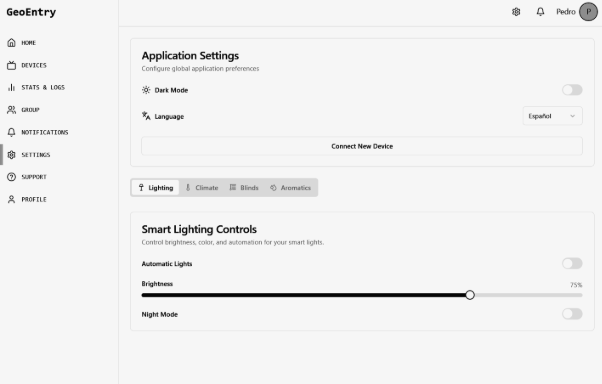 GeoEntry
Pedro P
HOME
DEVICES
STATS & LOGS
GROUP
NOTIFICATIONS
SETTINGS
SUPPORT
PROFILE
Application Settings
Configure global application preferences
Dark Mode
Language
Español
Connect New Device
Lighting Climate Blinds Aromatics
Smart Lighting Controls
Control brightness, color, and automation for your smart lights.
Automatic Lights
Brightness
75%
Night Mode